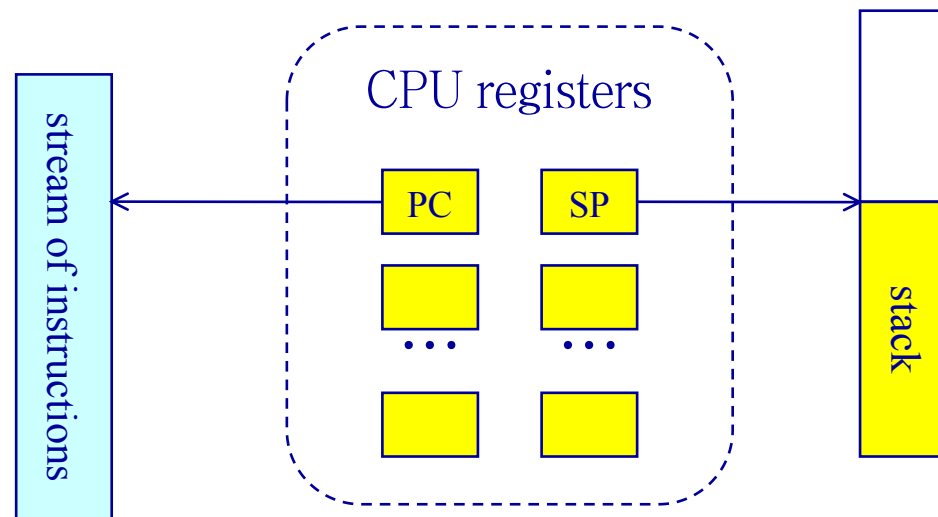 CPU registers
stream of instructions
PC
SP
stack
• • •
• • •